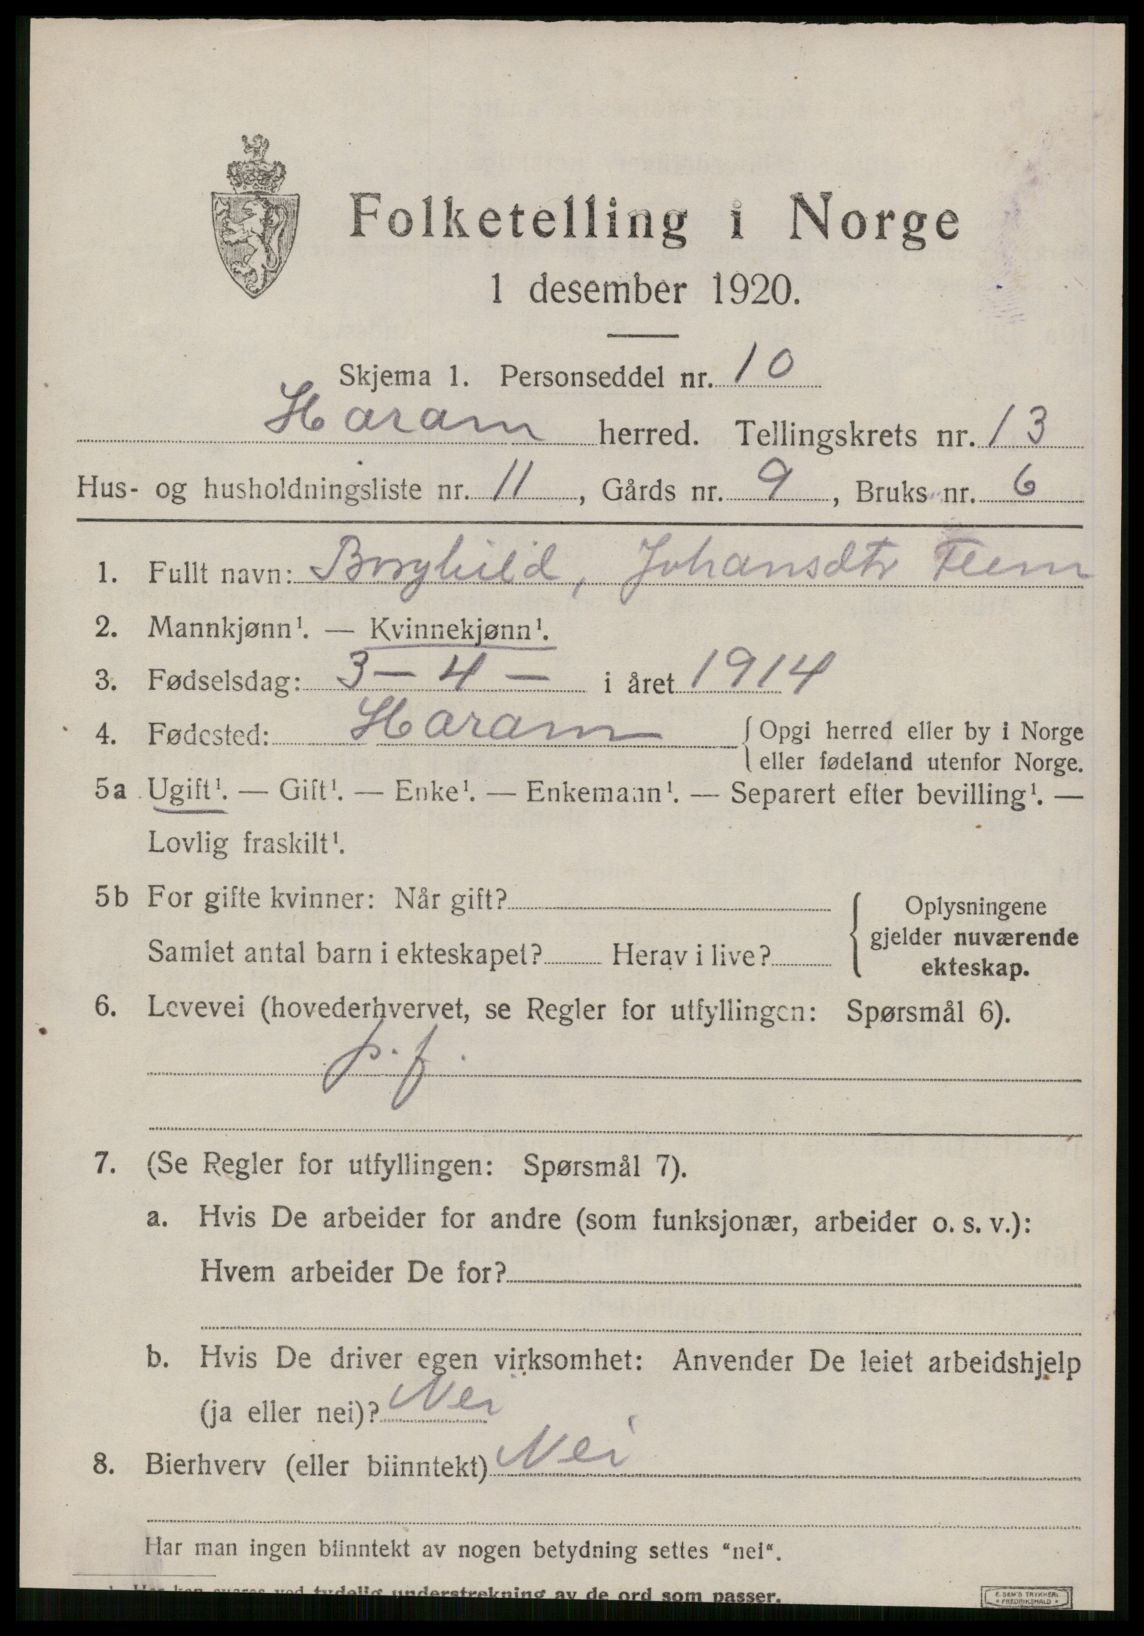 Folketelling i Norge
1 desember 1920.
Skjema 1. Personseddel nr. 10
Haram herred. Tellingskrets nr. 13
Hus- og husholdningsliste nr. 11, Gårds nr. 9, Bruks nr. 6
1. Fullt navn: Borghild, Johansdtr Flem
2. Mannkjønn¹. — Kvinnekjønn¹.
3. Fødselsdag: 3 – 4 – i året 1914
4. Fødested: Haram { Opgi herred eller by i Norge
eller fødeland utenfor Norge.
5a Ugift¹. — Gift¹. — Enke¹. — Enkemann¹. — Separert efter bevilling¹. —
Lovlig fraskilt¹.
5b For gifte kvinner: Når gift?
Samlet antal barn i ekteskapet? Herav i live?
Oplysningene
gjelder nuværende
ekteskap.
6. Levevei (hovederhvervet, se Regler for utfyllingen: Spørsmål 6).
p. f.
7. (Se Regler for utfyllingen: Spørsmål 7).
a. Hvis De arbeider for andre (som funksjonær, arbeider o. s. v.):
Hvem arbeider De for?
b. Hvis De driver egen virksomhet: Anvender De leiet arbeidshjelp
(ja eller nei)? Nei
8. Bierhverv (eller biinntekt) Nei
Har man ingen biinntekt av nogen betydning settes "nei".
¹ Her kan svares ved tydelig understrekning av de ord som passer.